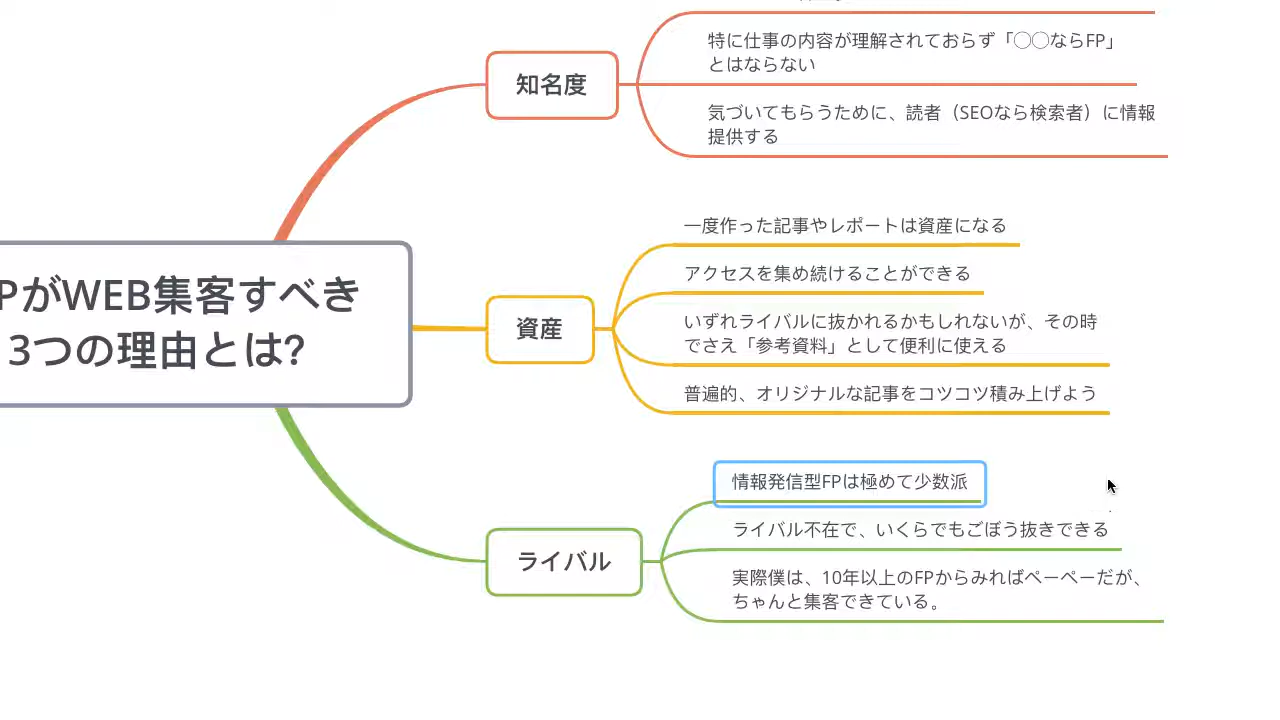 特に仕事の内容が理解されておらず「◯◯ならFP」
とはならない
知名度
気づいてもらうために、読者（SEOなら検索者）に情報
提供する
PがWEB集客すべき
3つの理由とは?
一度作った記事やレポートは資産になる
アクセスを集め続けることができる
資産
いずれライバルに抜かれるかもしれないが、その時
でさえ「参考資料」として便利に使える
普遍的、オリジナルな記事をコツコツ積み上げよう
情報発信型FPは極めて少数派
ライバル不在で、いくらでもごぼう抜きできる
ライバル
実際僕は、10年以上のFPからみればペーペーだが、
ちゃんと集客できている。